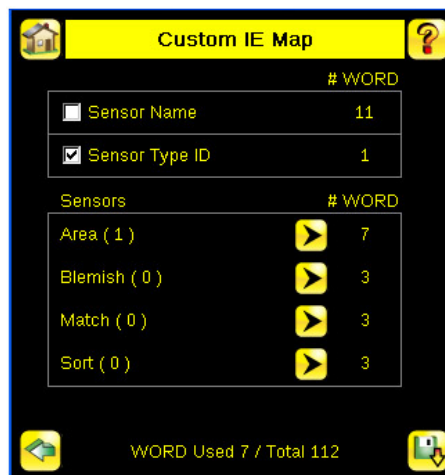 Custom IE Map
?
# WORD
Sensor Name 11
Sensor Type ID 1
Sensors # WORD
Area ( 1 ) 7
Blemish ( 0 ) 3
Match ( 0 ) 3
Sort ( 0 ) 3
WORD Used 7 / Total 112